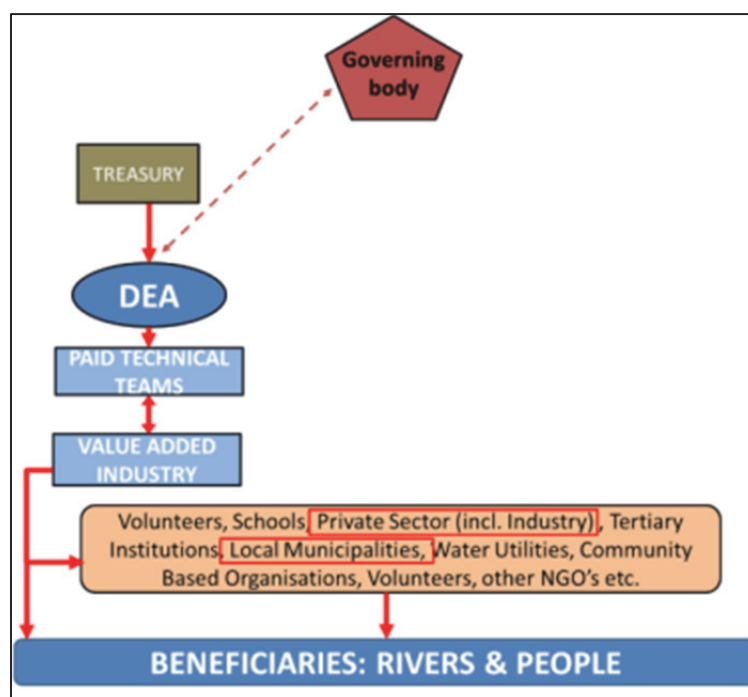 Governing
body
TREASURY
DEA
PAID TECHNICAL
TEAMS
VALUE ADDED
INDUSTRY
Volunteers, Schools, Private Sector (incl. Industry) , Tertiary
Institutions, Local Municipalities, Water Utilities, Community
Based Organisations, Volunteers, other NGO's etc.
BENEFICIARIES: RIVERS & PEOPLE